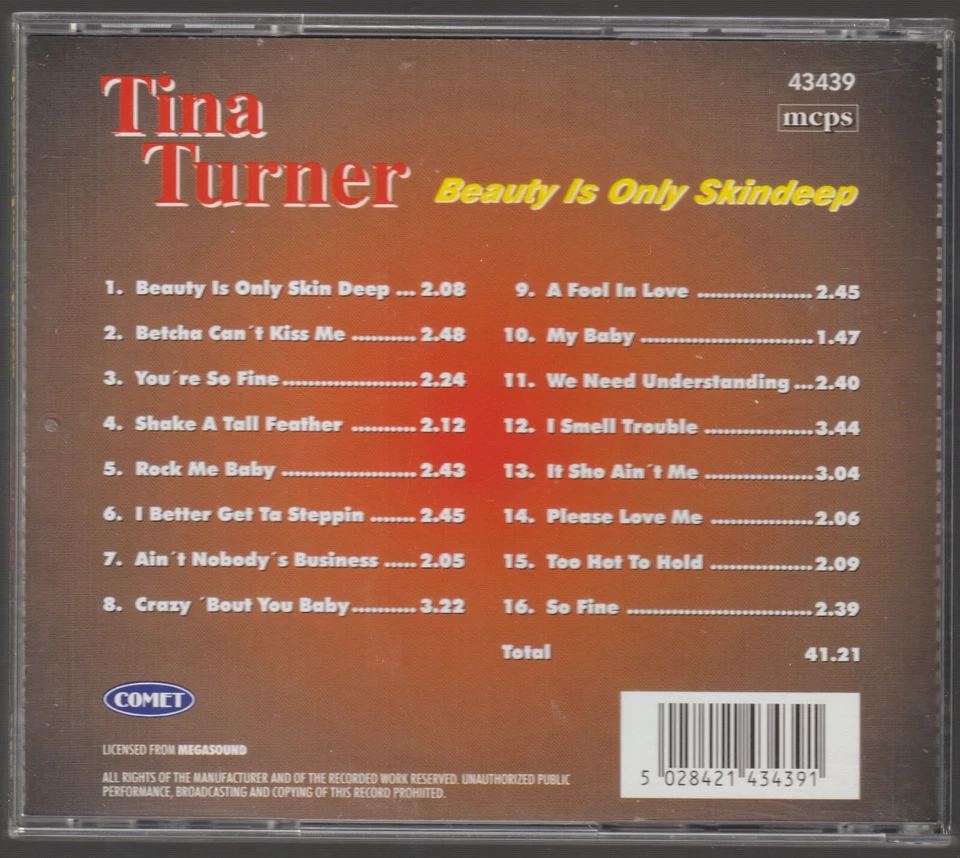 Tina
Turner
43439
mcps
Beauty Is Only Skindeep
1. Beauty Is Only Skin Deep ... 2.08
2. Betcha Can´t Kiss Me .......... 2.48
3. You´re So Fine ..................... 2.24
4. Shake A Tall Feather .......... 2.12
5. Rock Me Baby ..................... 2.43
6. I Better Get Ta Steppin ....... 2.45
7. Ain´t Nobody´s Business ..... 2.05
8. Crazy ´Bout You Baby .......... 3.22
9. A Fool In Love .................. 2.45
10. My Baby ........................... 1.47
11. We Need Understanding ... 2.40
12. I Smell Trouble ................. 3.44
13. It Sho Ain´t Me .................. 3.04
14. Please Love Me ................ 2.06
15. Too Hot To Hold ................ 2.09
16. So Fine ............................. 2.39
Total 41.21
COMET
LICENSED FROM MEGASOUND
ALL RIGHTS OF THE MANUFACTURER AND OF THE RECORDED WORK RESERVED. UNAUTHORIZED PUBLIC
PERFORMANCE, BROADCASTING AND COPYING OF THIS RECORD PROHIITED.
5 028421 434391